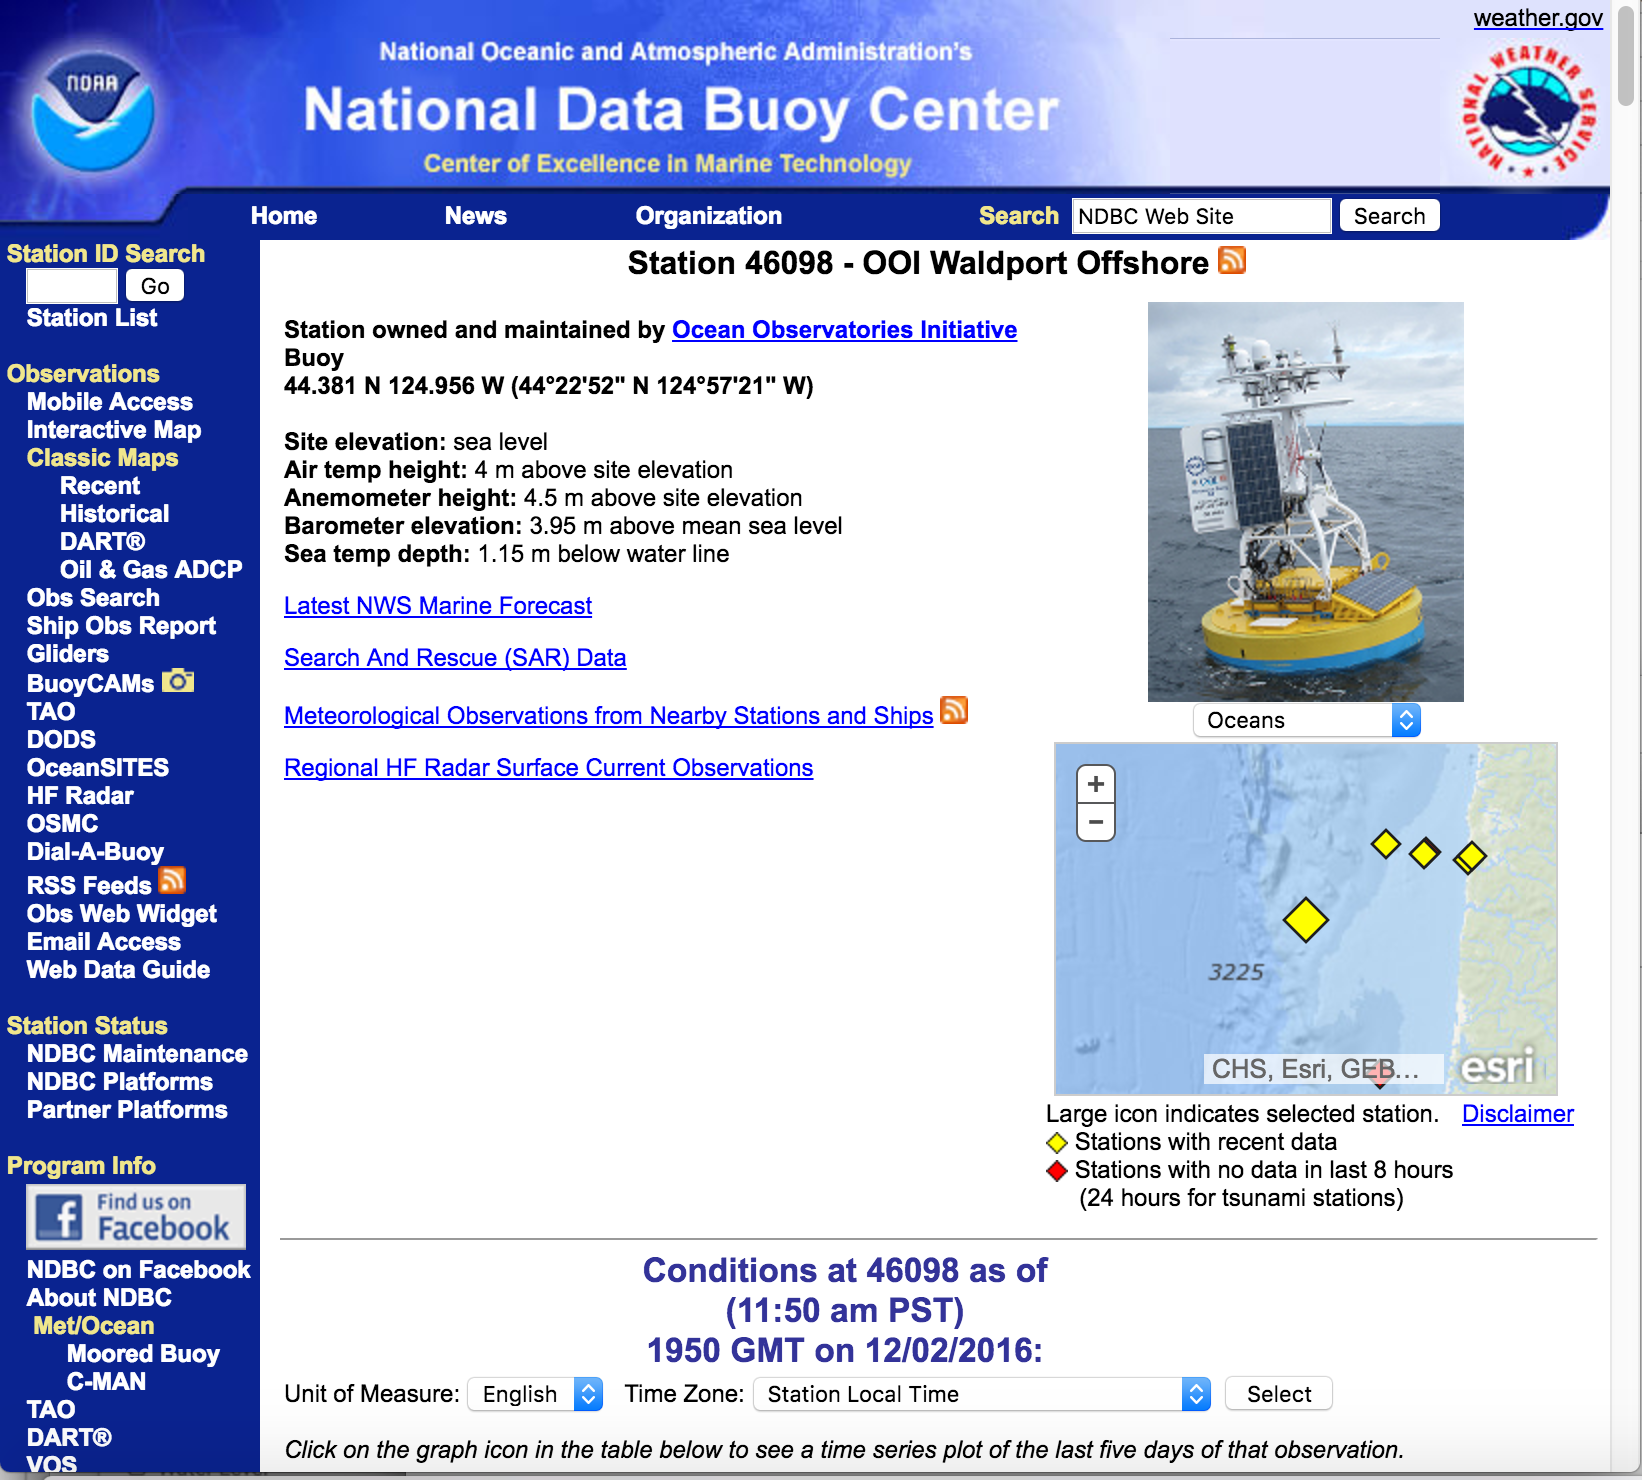 weather.gov
National Oceanic and Atmospheric Administration's
National Data Buoy Center
Center of Excellence in Marine Technology
NOAA
NATIONAL WEATHER SERVICE
Home News Organization Search NDBC Web Site Search
Station ID Search
Go
Station List
Observations
Mobile Access
Interactive Map
Classic Maps
Recent
Historical
DART®
Oil & Gas ADCP
Obs Search
Ship Obs Report
Gliders
BuoyCAMs
TAO
DODS
OceanSITES
HF Radar
OSMC
Dial-A-Buoy
RSS Feeds
Obs Web Widget
Email Access
Web Data Guide
Station Status
NDBC Maintenance
NDBC Platforms
Partner Platforms
Program Info
Find us on
Facebook
NDBC on Facebook
About NDBC
Met/Ocean
Moored Buoy
C-MAN
TAO
DART®
VOS
Station 46098 - OOI Waldport Offshore
Station owned and maintained by Ocean Observatories Initiative
Buoy
44.381 N 124.956 W (44°22'52" N 124°57'21" W)
Site elevation: sea level
Air temp height: 4 m above site elevation
Anemometer height: 4.5 m above site elevation
Barometer elevation: 3.95 m above mean sea level
Sea temp depth: 1.15 m below water line
Latest NWS Marine Forecast
Search And Rescue (SAR) Data
Meteorological Observations from Nearby Stations and Ships
Regional HF Radar Surface Current Observations
Oceans
+
−
3225
CHS, Esri, GEB...
esri
Large icon indicates selected station. Disclaimer
Stations with recent data
Stations with no data in last 8 hours
(24 hours for tsunami stations)
Conditions at 46098 as of
(11:50 am PST)
1950 GMT on 12/02/2016:
Unit of Measure: English Time Zone: Station Local Time Select
Click on the graph icon in the table below to see a time series plot of the last five days of that observation.